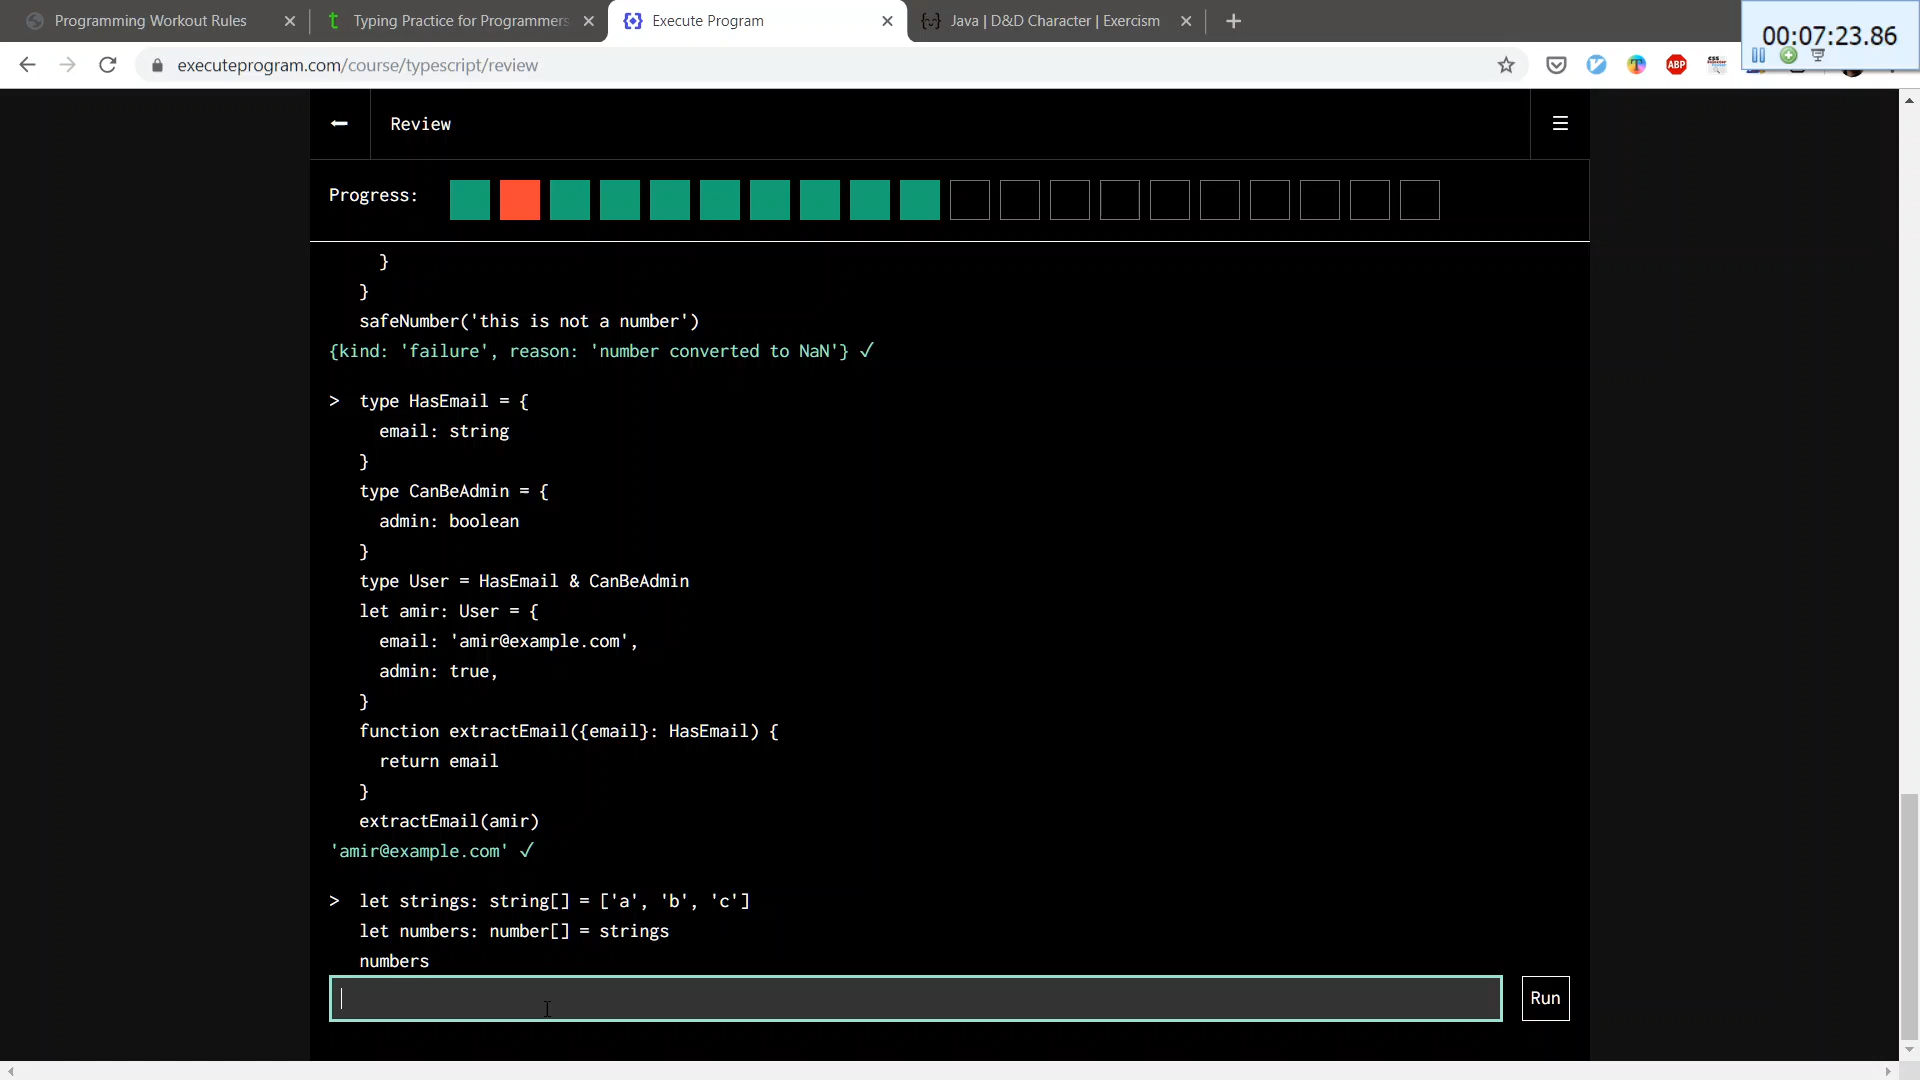 Programming Workout Rules
Typing Practice for Programmers
Execute Program
Java | D&D Character | Exercism
00:07:23.86
executeprogram.com/course/typescript/review
ABP
CSS
Review
Progress:
}
}
safeNumber('this is not a number')
{kind: 'failure', reason: 'number converted to NaN'} ✓
> type HasEmail = {
email: string
}
type CanBeAdmin = {
admin: boolean
}
type User = HasEmail & CanBeAdmin
let amir: User = {
email: 'amir@example.com',
admin: true,
}
function extractEmail({email}: HasEmail) {
return email
}
extractEmail(amir)
'amir@example.com' ✓
> let strings: string[] = ['a', 'b', 'c']
let numbers: number[] = strings
numbers
Run